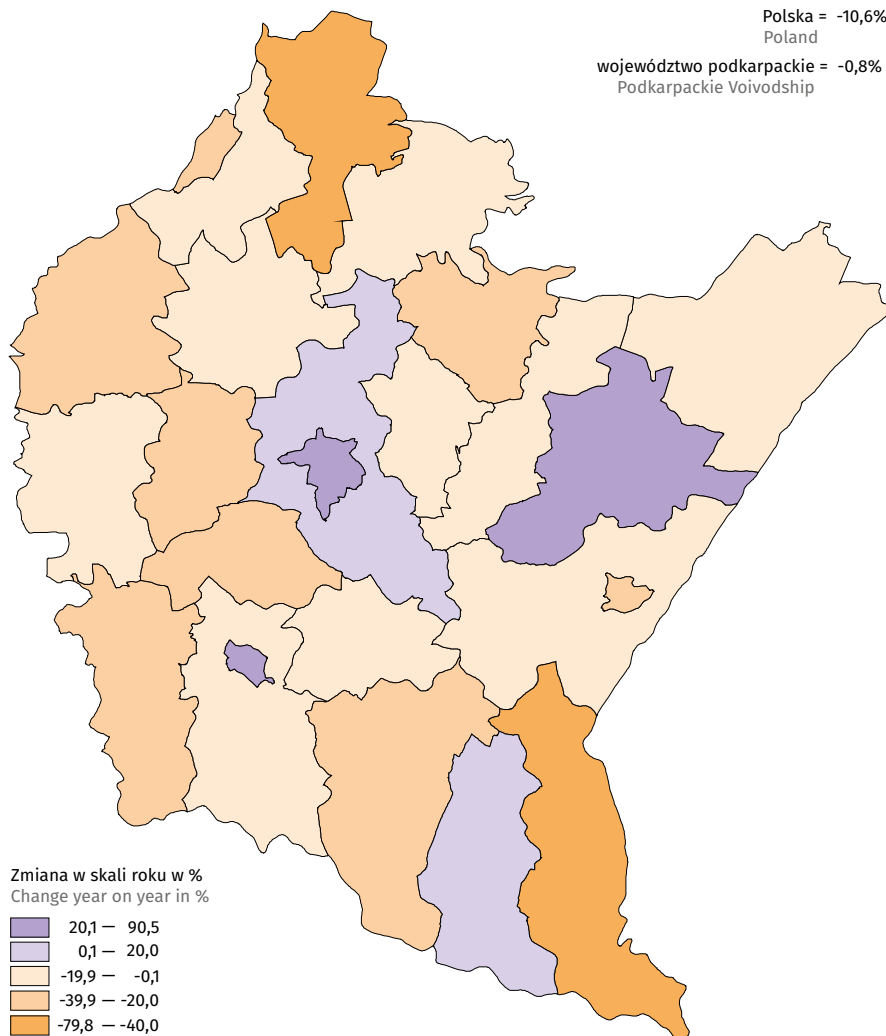 Polska = -10,6%
Poland
województwo podkarpackie = -0,8%
Podkarpackie Voivodship
Zmiana w skali roku w %
Change year on year in %
20,1 — 90,5
0,1 — 20,0
-19,9 — -0,1
-39,9 — -20,0
-79,8 — -40,0